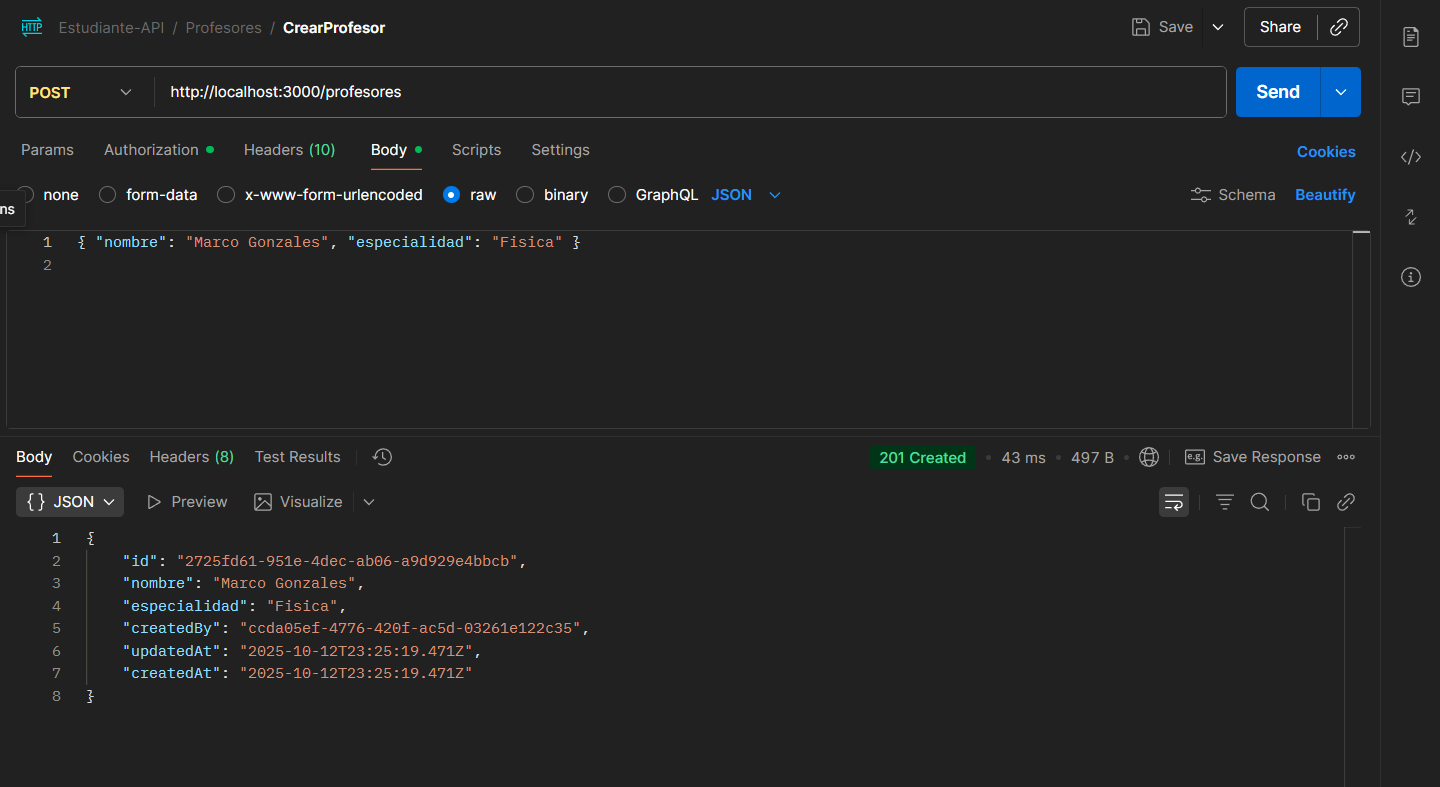 HTTP Estudiante-API / Profesores / CrearProfesor Save Share
POST http://localhost:3000/profesores Send
Params Authorization Headers (10) Body Scripts Settings Cookies
none form-data x-www-form-urlencoded raw binary GraphQL JSON Schema Beautify
ns
1 { "nombre": "Marco Gonzales", "especialidad": "Fisica" }
2
Body Cookies Headers (8) Test Results 201 Created • 43 ms • 497 B • e.g. Save Response
{} JSON Preview Visualize
1 {
2 "id": "2725fd61-951e-4dec-ab06-a9d929e4bbcb",
3 "nombre": "Marco Gonzales",
4 "especialidad": "Fisica",
5 "createdBy": "ccda05ef-4776-420f-ac5d-03261e122c35",
6 "updatedAt": "2025-10-12T23:25:19.471Z",
7 "createdAt": "2025-10-12T23:25:19.471Z"
8 }